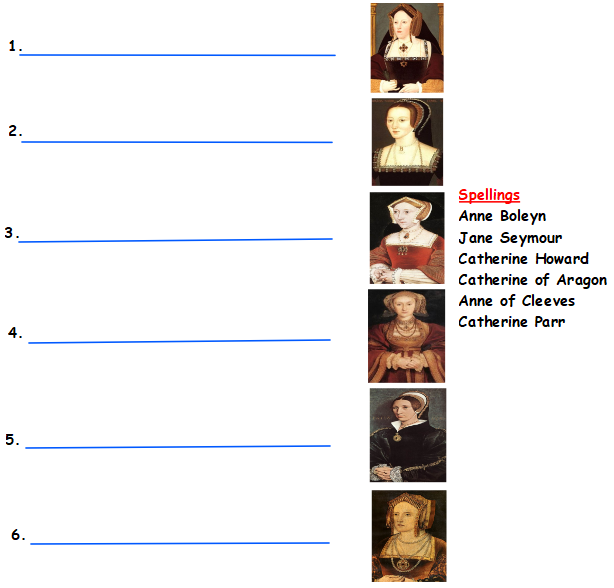 1.
2.
3.
4.
5.
6.
Spellings
Anne Boleyn
Jane Seymour
Catherine Howard
Catherine of Aragon
Anne of Cleeves
Catherine Parr